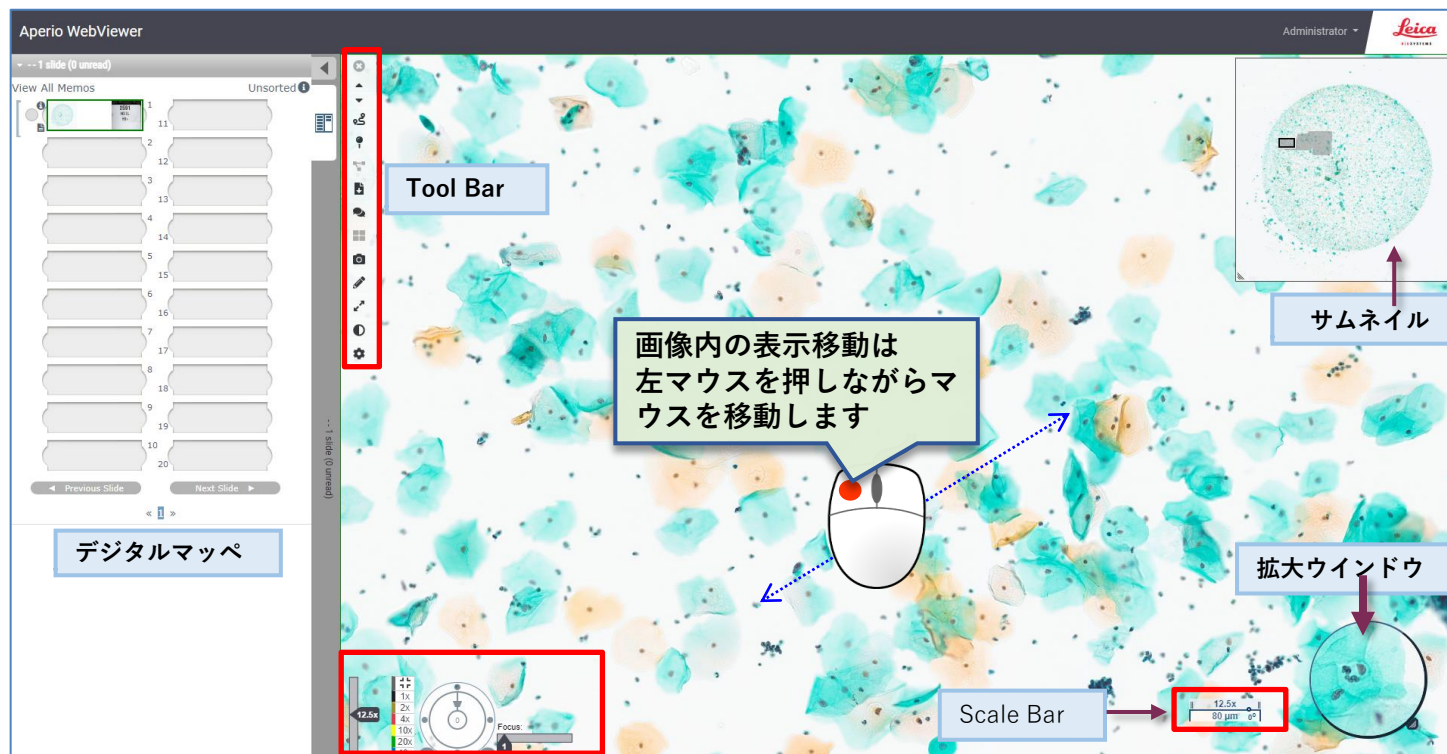 Aperio WebViewer
Administrator
Leica
BIOSYSTEMS
-- 1 slide (0 unread)
View All Memos
Unsorted
1
11
2
12
3
13
4
14
5
15
6
16
7
17
8
18
9
19
10
20
Previous Slide
Next Slide
« 1 »
デジタルマッペ
-- 1 slide (0 unread)
Tool Bar
画像内の表示移動は
左マウスを押しながらマ
ウスを移動します
サムネイル
拡大ウインドウ
12.5x
1x
2x
4x
10x
20x
0
Focus:
1
Scale Bar
12.5x
80 µm
0°